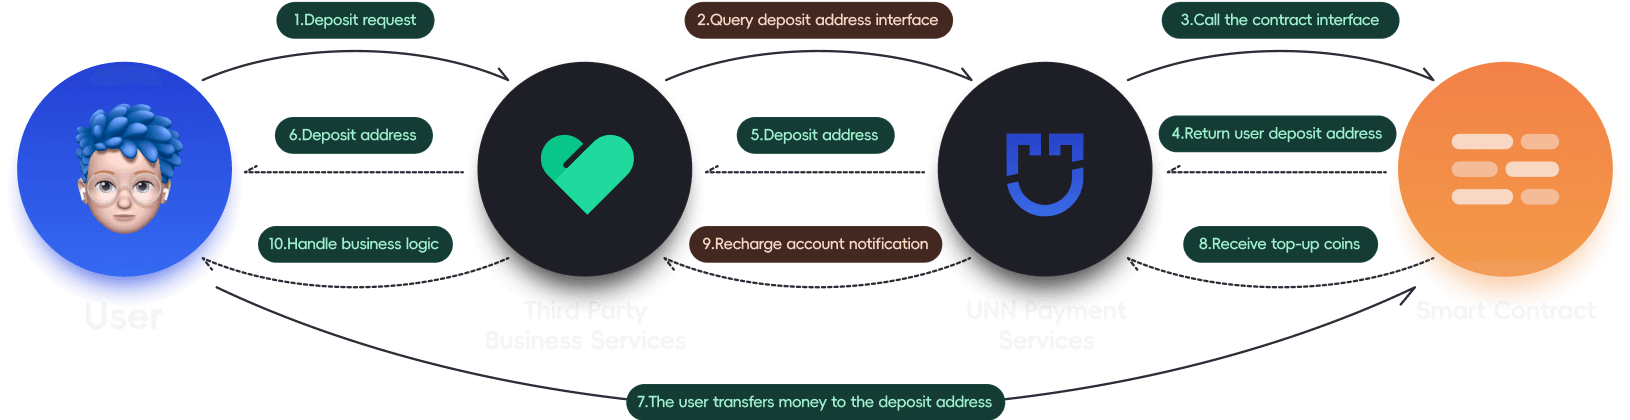 1.Deposit request
2.Query deposit address interface
3.Call the contract interface
6.Deposit address
5.Deposit address
4.Return user deposit address
10.Handle business logic
9.Recharge account notification
8.Receive top-up coins
User
Third Party
Business Services
UNN Payment
Services
Smart Contract
7.The user transfers money to the deposit address